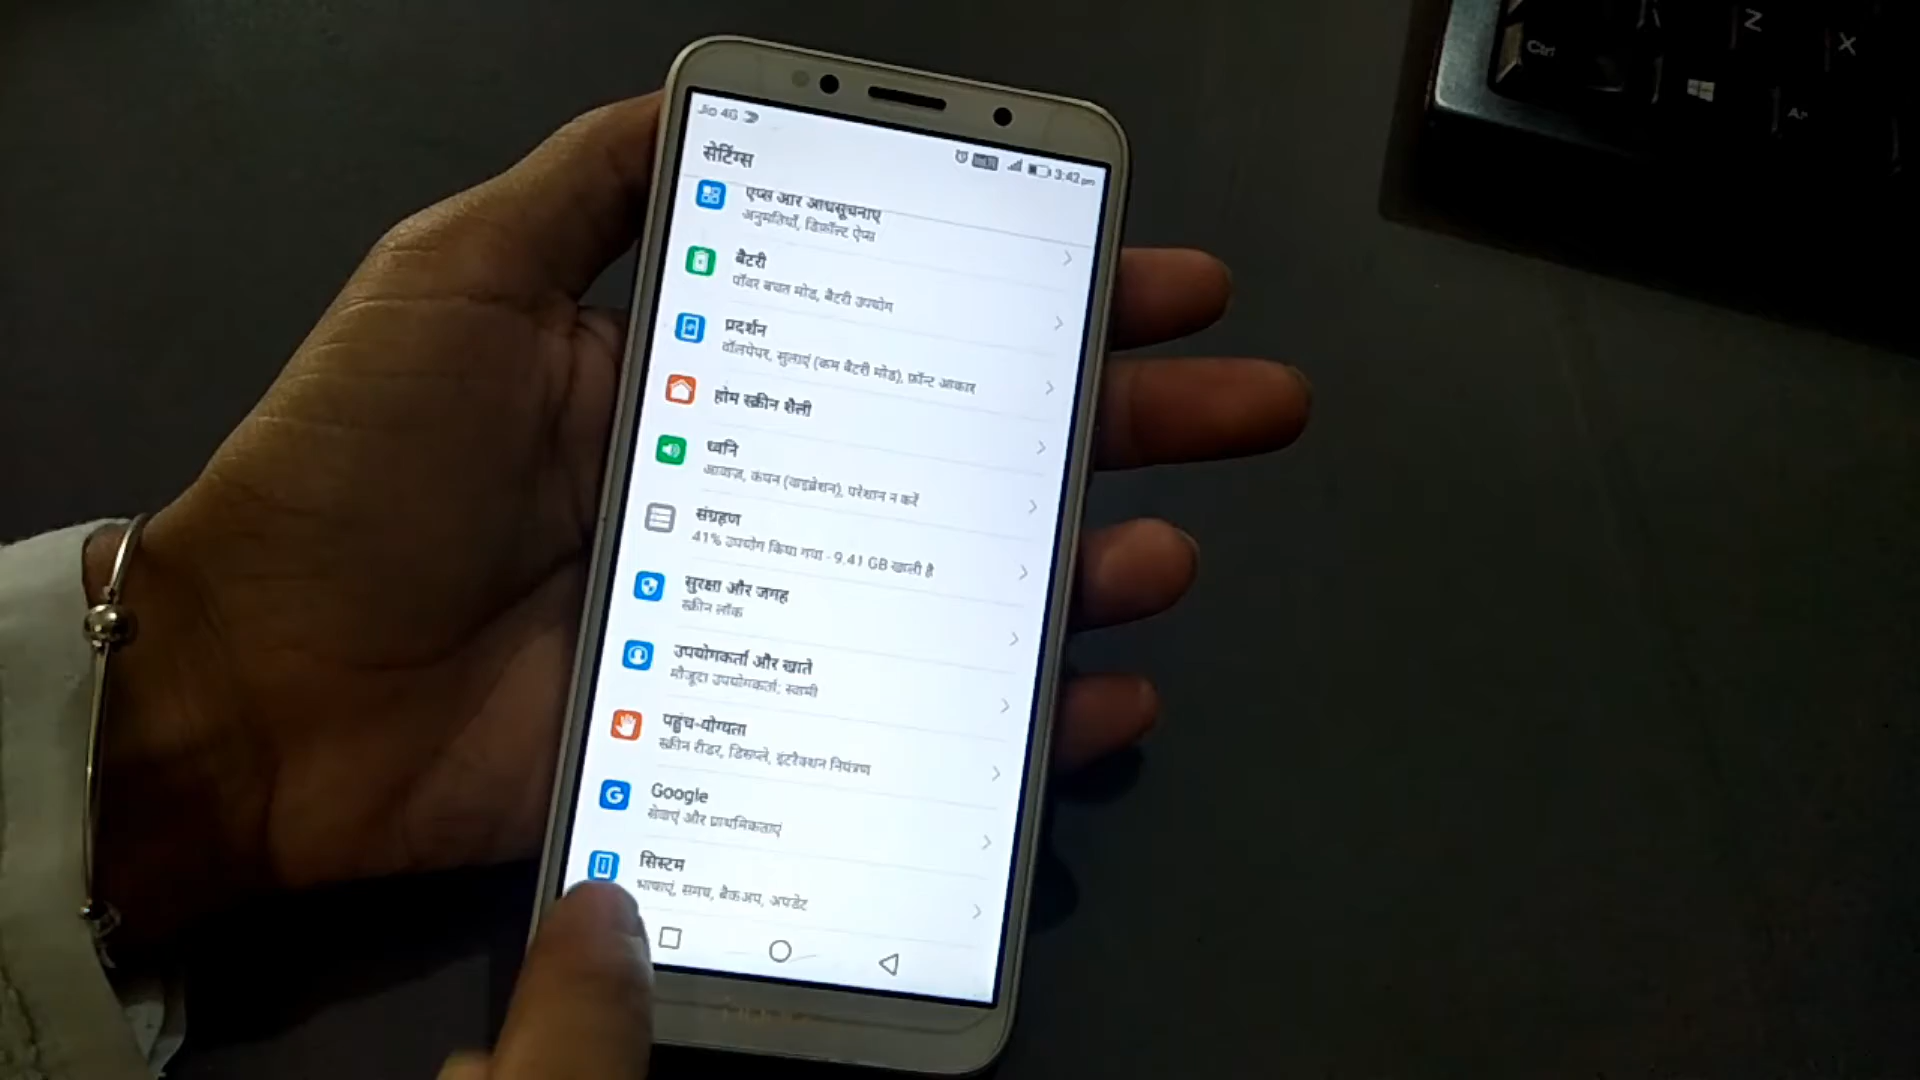 Jio 4G
3:42 pm
सेटिंग्स
एप्स और अधिसूचनाएं
अनुमतियाँ, डिफ़ॉल्ट ऐप्स
बैटरी
पॉवर बचत मोड, बैटरी उपयोग
प्रदर्शन
वॉलपेपर, सुलाएं (कम बैटरी मोड), फ़ॉन्ट आकार
होम स्क्रीन शैली
ध्वनि
आवाज़, कंपन (वाइब्रेशन), परेशान न करें
संग्रहण
41% उपयोग किया गया - 9.41 GB खाली है
सुरक्षा और जगह
स्क्रीन लॉक
उपयोगकर्ता और खाते
मौजूदा उपयोगकर्ता: स्वामी
पहुंच-योग्यता
स्क्रीन रीडर, डिसप्ले, इंटरैक्शन नियंत्रण
Google
सेवाएं और प्राथमिकताएं
सिस्टम
भाषाएं, समय, बैकअप, अपडेट
Ctrl
Z
X